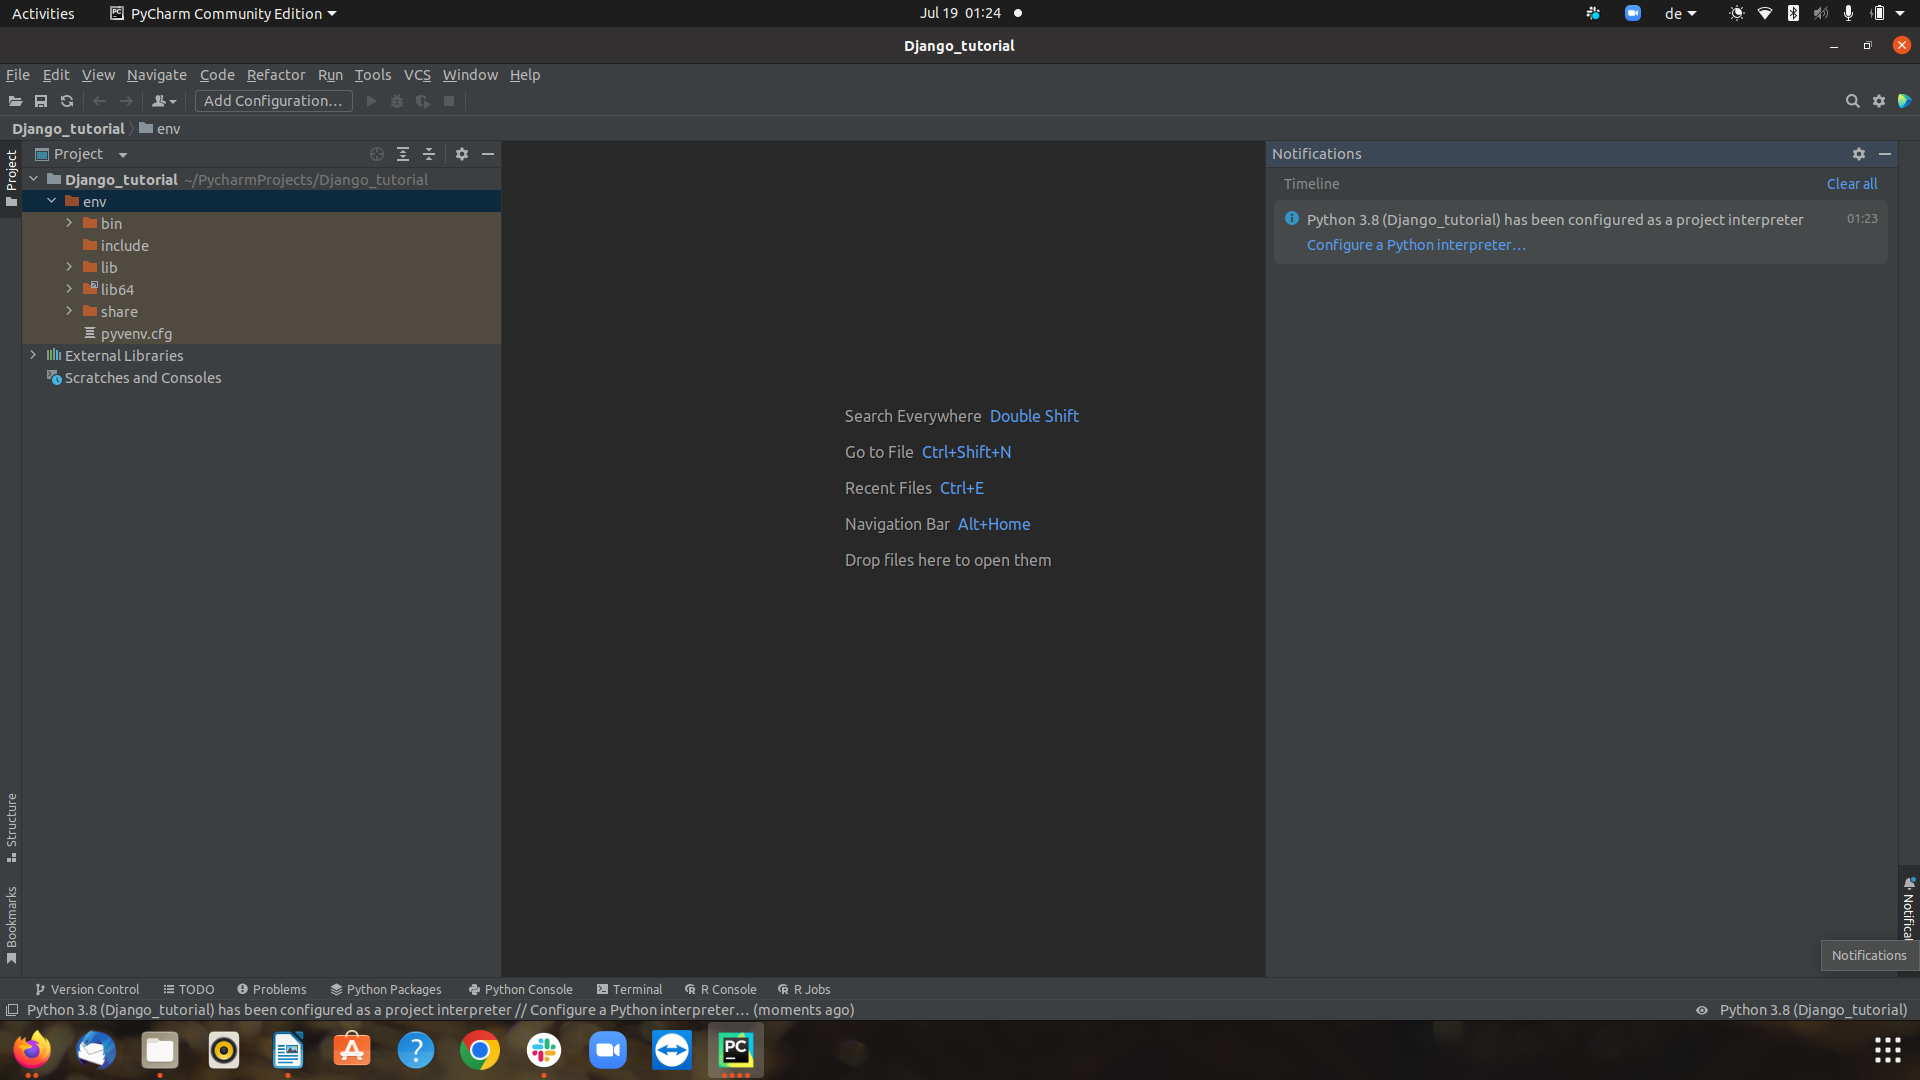 Activities PyCharm Community Edition Jul 19 01:24 de
Django_tutorial
File Edit View Navigate Code Refactor Run Tools VCS Window Help
Add Configuration...
Django_tutorial env
Project
Project
Django_tutorial ~/PycharmProjects/Django_tutorial
env
bin
include
lib
lib64
share
pyvenv.cfg
External Libraries
Scratches and Consoles
Search Everywhere Double Shift
Go to File Ctrl+Shift+N
Recent Files Ctrl+E
Navigation Bar Alt+Home
Drop files here to open them
Notifications
Timeline Clear all
Python 3.8 (Django_tutorial) has been configured as a project interpreter 01:23
Configure a Python interpreter...
Structure
Bookmarks
Notifications
Version Control TODO Problems Python Packages Python Console Terminal R Console R Jobs
Python 3.8 (Django_tutorial) has been configured as a project interpreter // Configure a Python interpreter... (moments ago) Python 3.8 (Django_tutorial)
PC